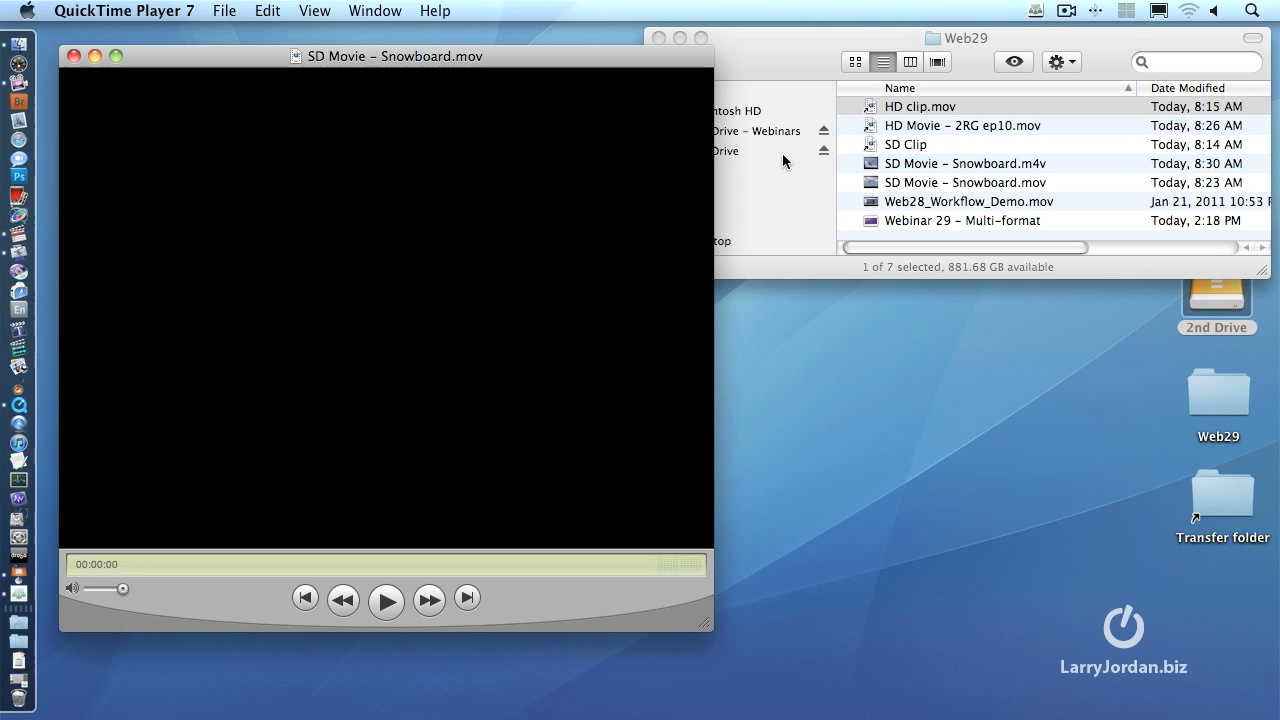 QuickTime Player 7 File Edit View Window Help
SD Movie – Snowboard.mov
00:00:00
Web29
Name Date Modified
HD clip.mov Today, 8:15 AM
HD Movie – 2RG ep10.mov Today, 8:26 AM
SD Clip Today, 8:14 AM
SD Movie – Snowboard.m4v Today, 8:30 AM
SD Movie – Snowboard.mov Today, 8:23 AM
Web28_Workflow_Demo.mov Jan 21, 2011 10:53
Webinar 29 – Multi-format Today, 2:18 PM
ntosh HD
Drive – Webinars
Drive
top
1 of 7 selected, 881.68 GB available
2nd Drive
Web29
Transfer folder
LarryJordan.biz
Br
Ps
En